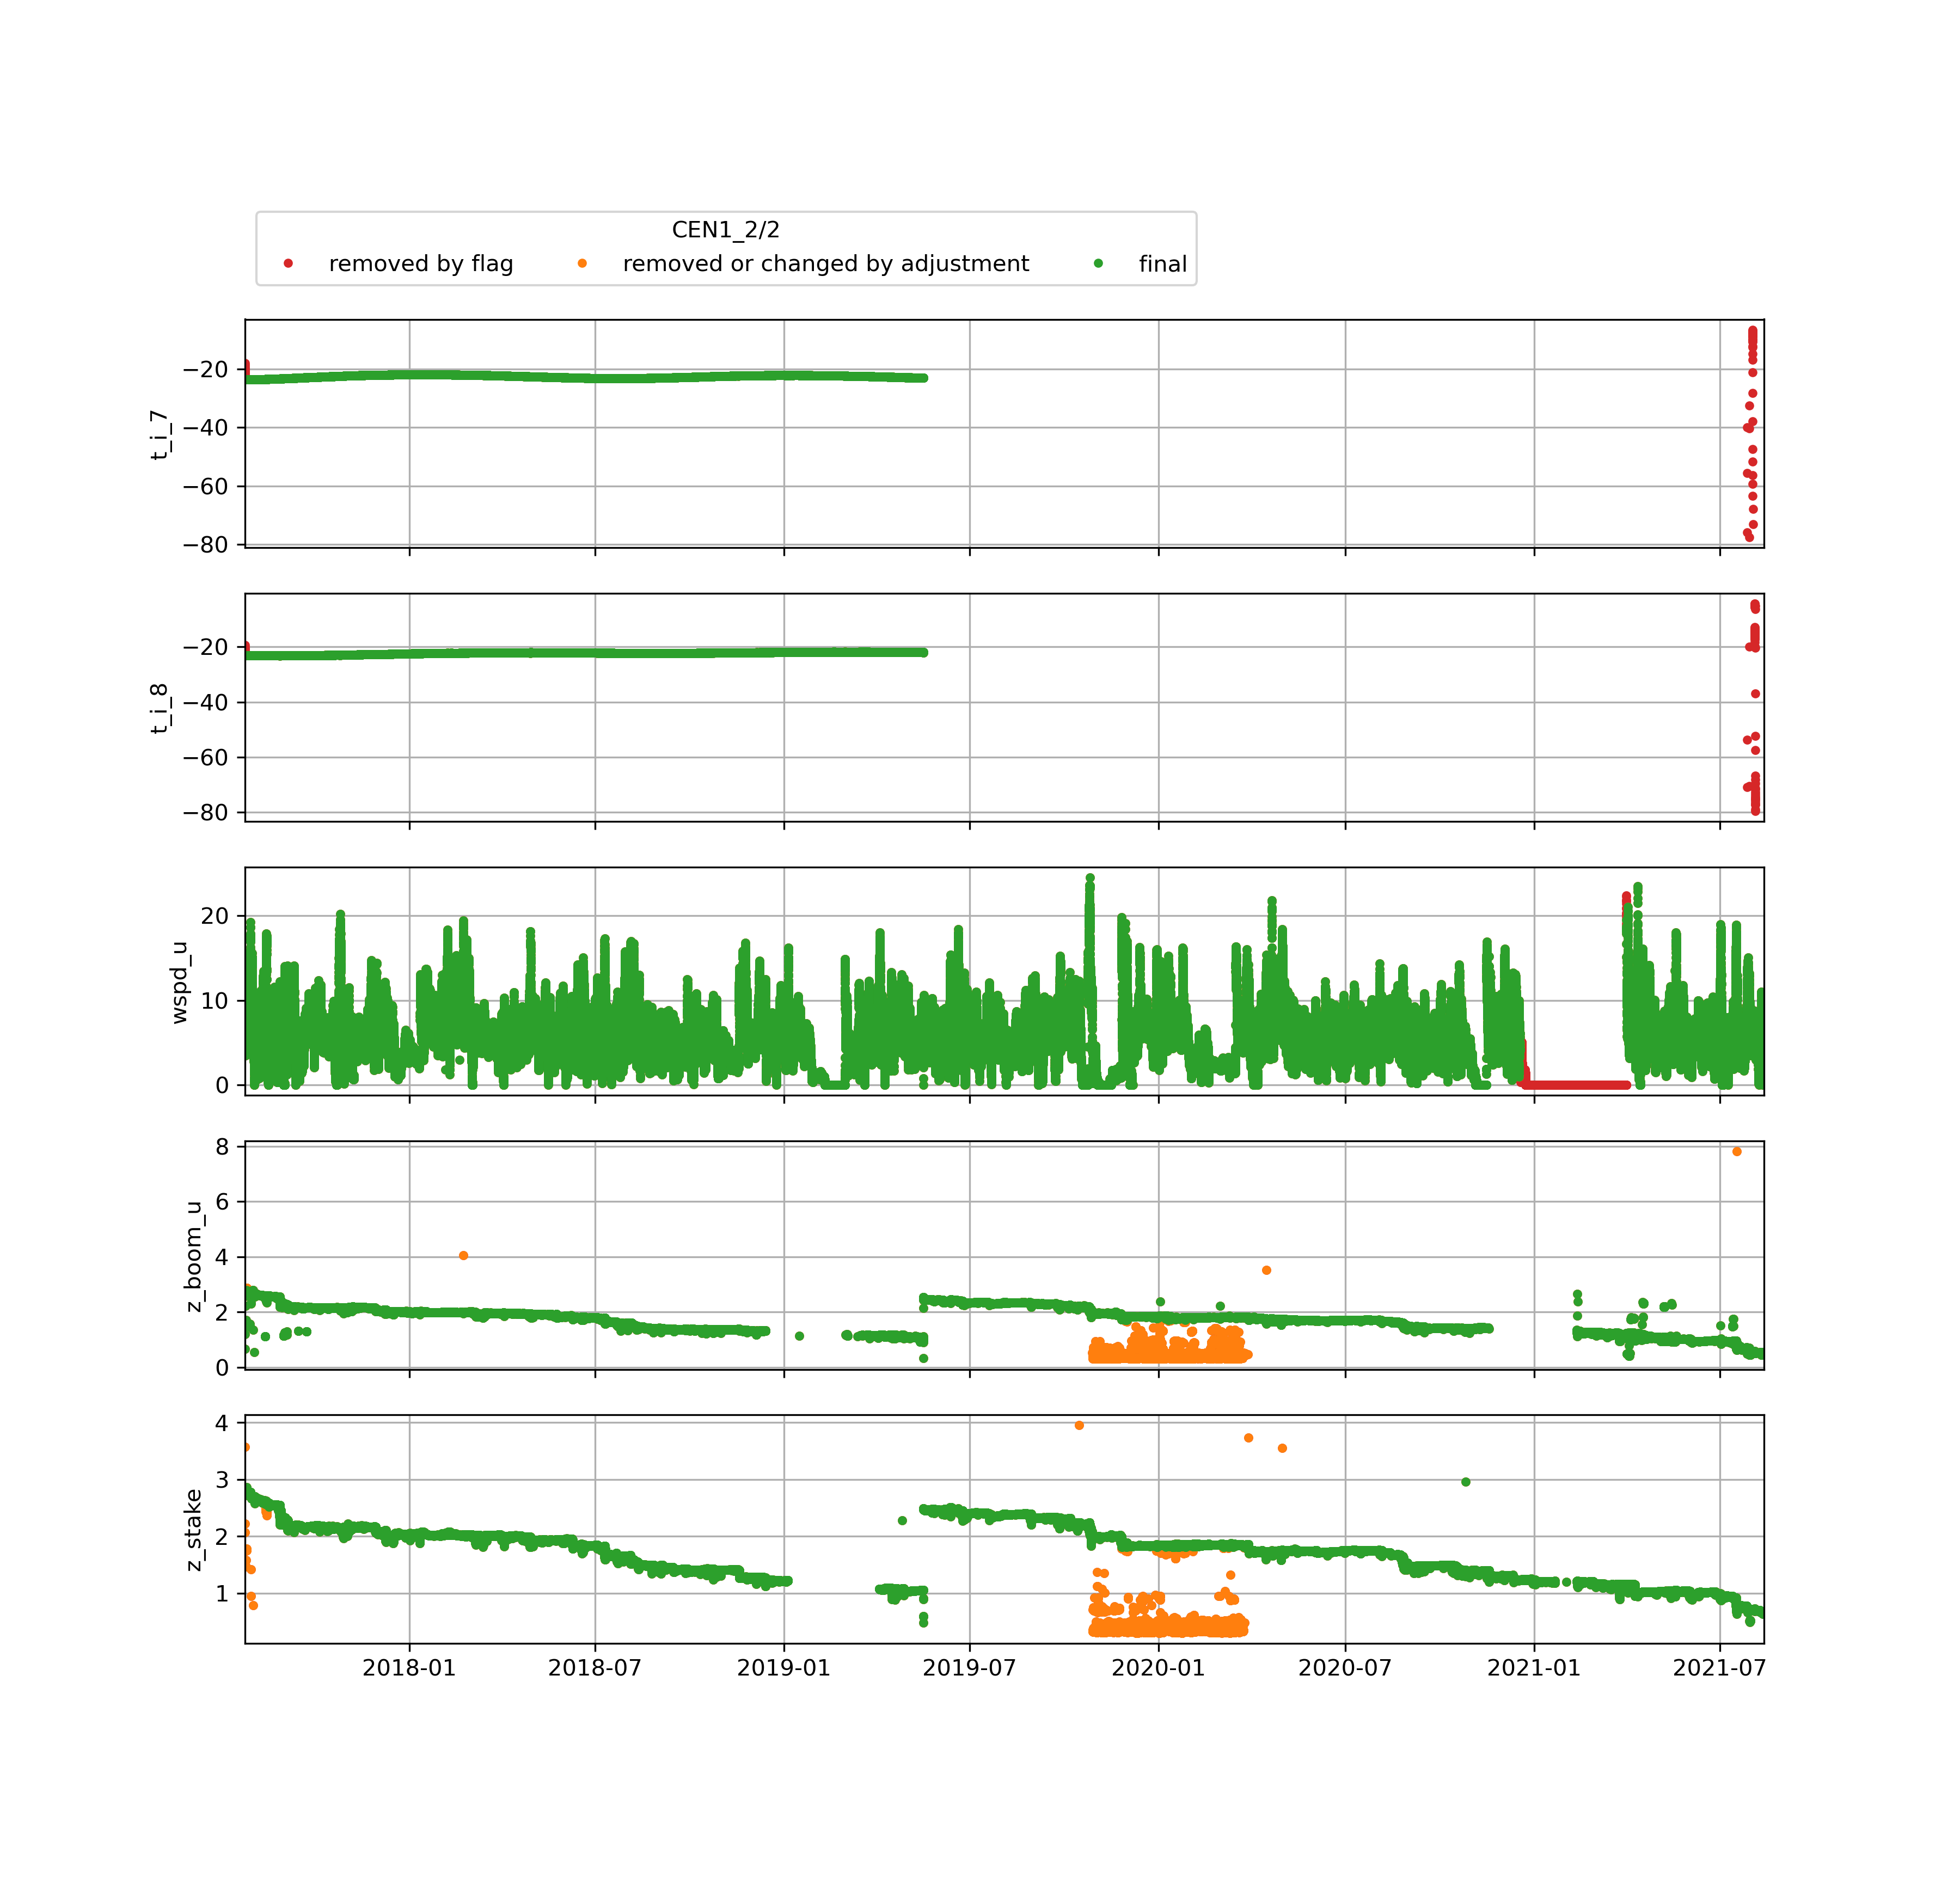 CEN1_2/2
removed by flag removed or changed by adjustment final
−20
−40
−60
−80
t_i_7
−20
−40
−60
−80
t_i_8
20
10
0
wspd_u
8
6
4
2
0
z_boom_u
4
3
2
1
z_stake
2018-01 2018-07 2019-01 2019-07 2020-01 2020-07 2021-01 2021-07